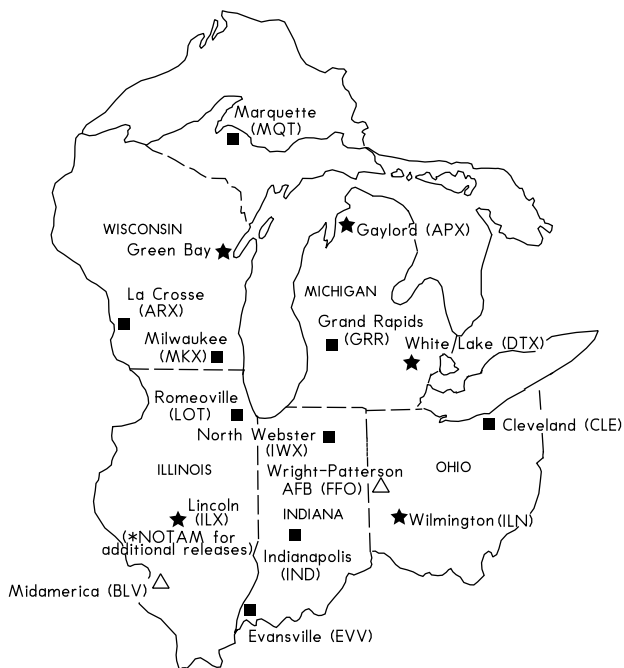 Marquette
(MQT)
WISCONSIN
Green Bay
Gaylord (APX)
La Crosse
(ARX)
MICHIGAN
Grand Rapids
(GRR)
White Lake (DTX)
Milwaukee
(MKX)
Romeoville
(LOT)
North Webster
(IWX)
Cleveland (CLE)
ILLINOIS
Wright-Patterson
AFB (FFO)
OHIO
Lincoln
(ILX)
(*NOTAM for
additional releases)
INDIANA
Wilmington (ILN)
Indianapolis
(IND)
Midamerica (BLV)
Evansville (EVV)